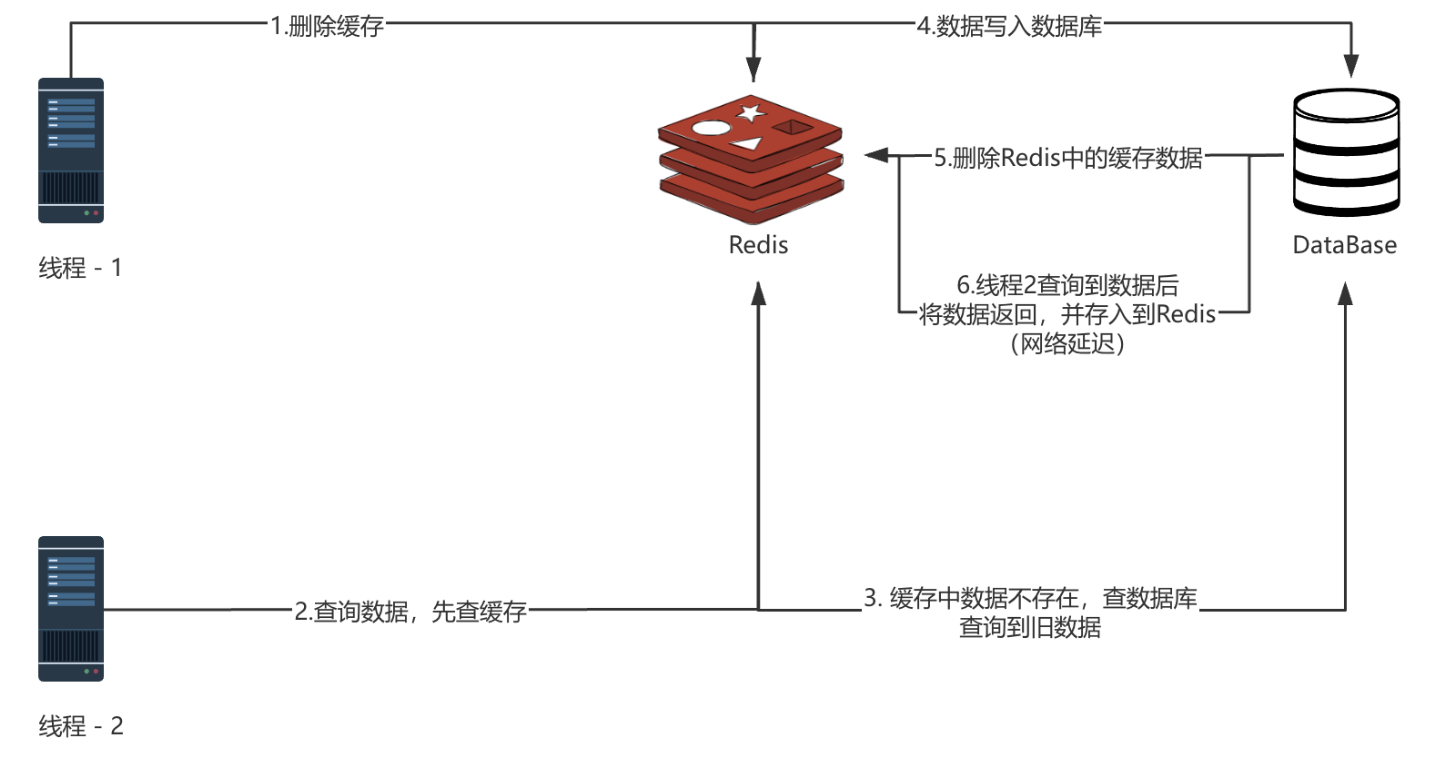 1.删除缓存
4.数据写入数据库
5.删除Redis中的缓存数据
Redis
DataBase
线程 - 1
6.线程2查询到数据后
将数据返回，并存入到Redis
（网络延迟）
2.查询数据，先查缓存
3. 缓存中数据不存在，查数据库
查询到旧数据
线程 - 2